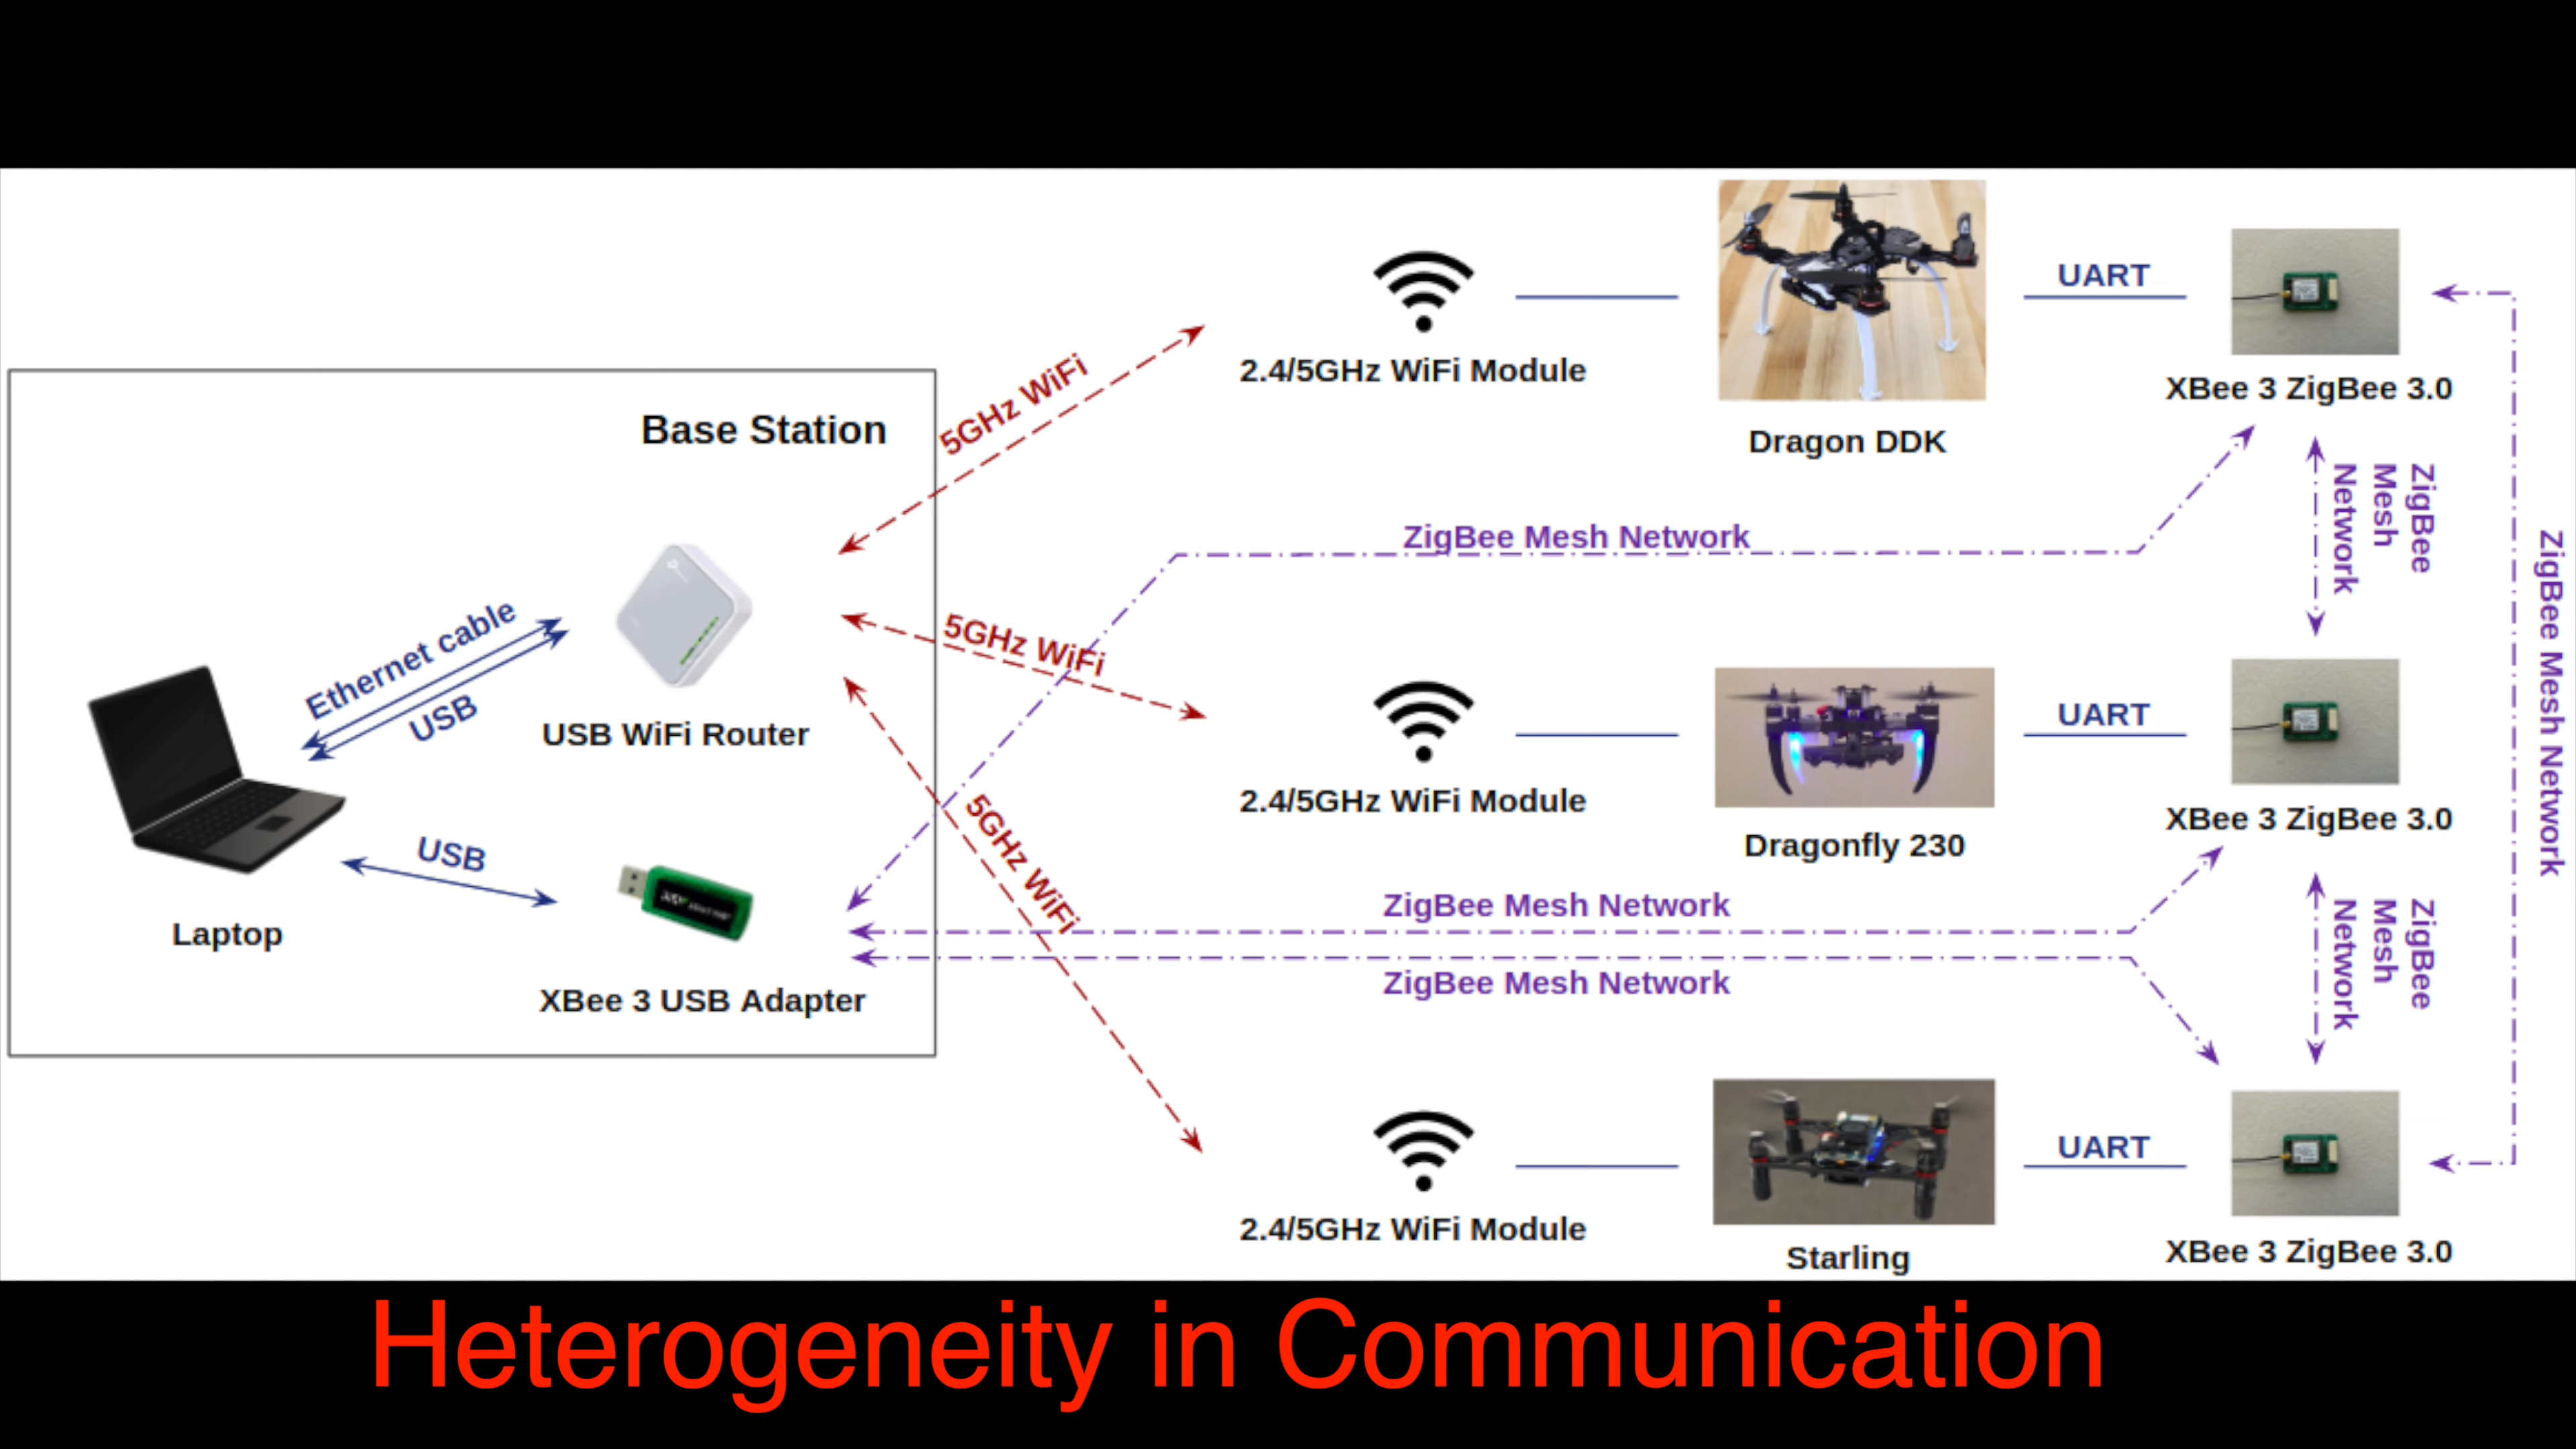 Base Station
Ethernet cable
USB
USB WiFi Router
USB
Laptop
XBee 3 USB Adapter
5GHz WiFi
5GHz WiFi
5GHz WiFi
2.4/5GHz WiFi Module
Dragon DDK
UART
XBee 3 ZigBee 3.0
ZigBee Mesh Network
ZigBee
Mesh
Network
ZigBee Mesh Network
2.4/5GHz WiFi Module
Dragonfly 230
UART
XBee 3 ZigBee 3.0
ZigBee Mesh Network
ZigBee Mesh Network
ZigBee
Mesh
Network
2.4/5GHz WiFi Module
Starling
UART
XBee 3 ZigBee 3.0
Heterogeneity in Communication